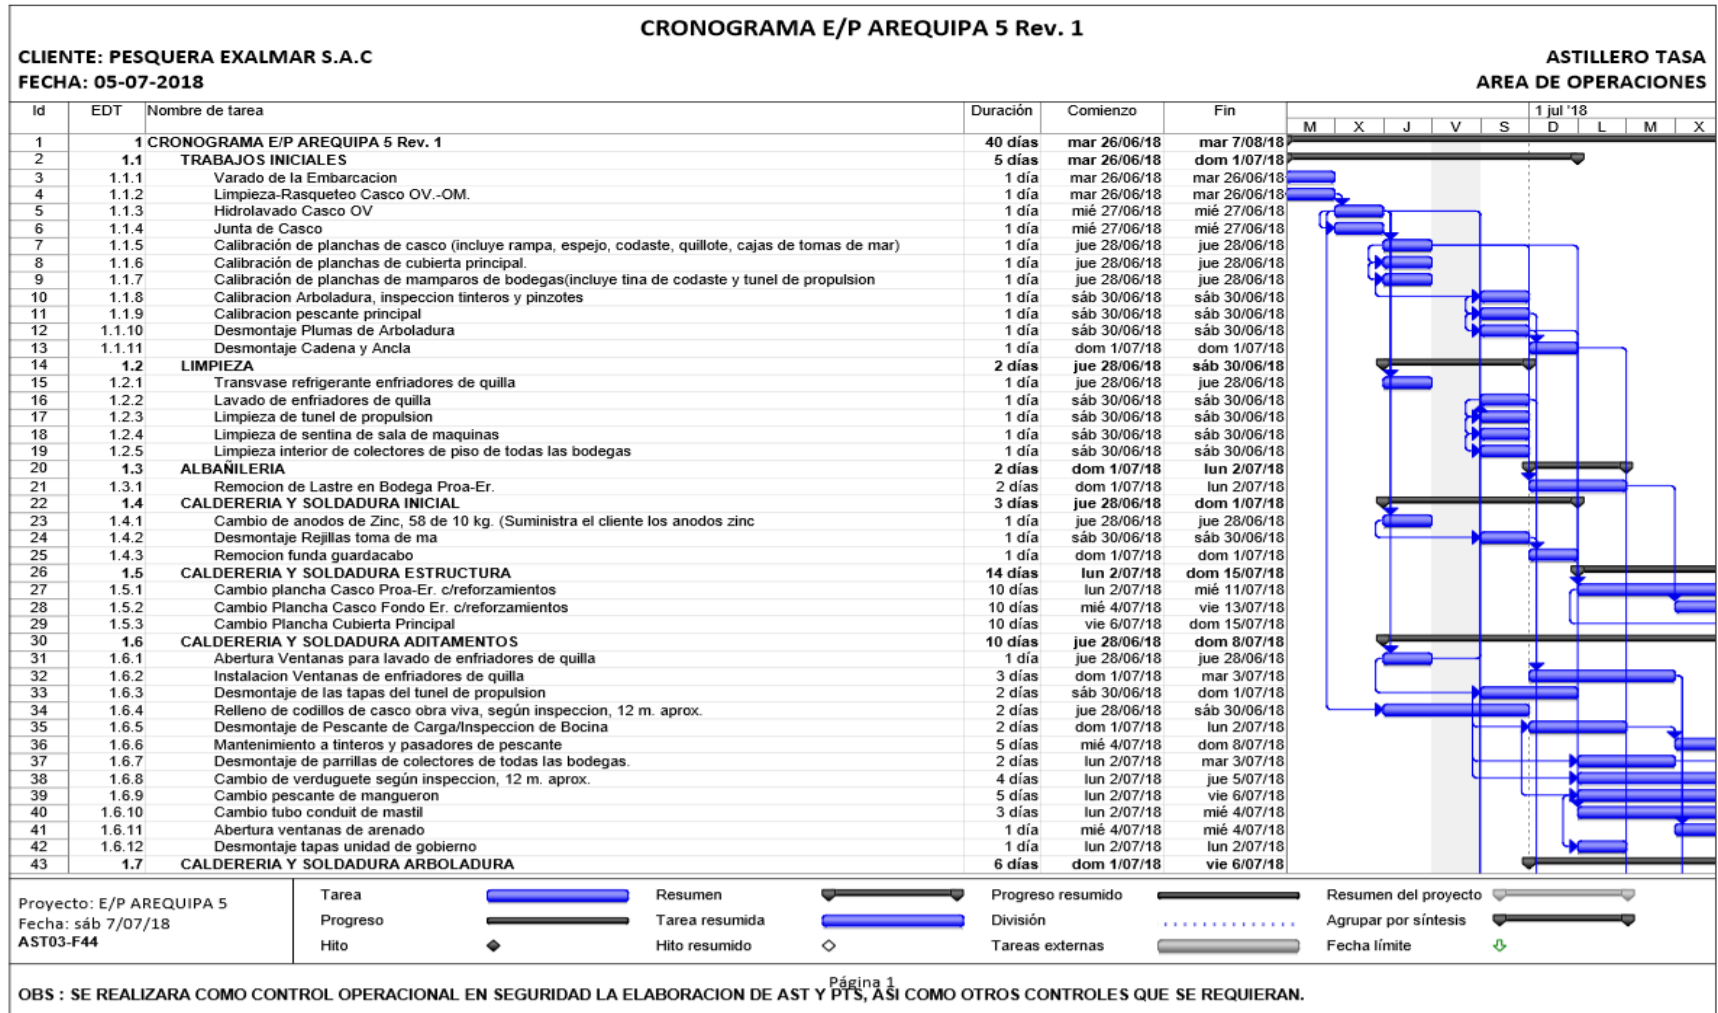 CRONOGRAMA E/P AREQUIPA 5 Rev. 1
CLIENTE: PESQUERA EXALMAR S.A.C ASTILLERO TASA
FECHA: 05-07-2018 AREA DE OPERACIONES
Id EDT Nombre de tarea Duración Comienzo Fin 1 jul '18
M X J V S D L M X
1 1 CRONOGRAMA E/P AREQUIPA 5 Rev. 1 40 días mar 26/06/18 mar 7/08/18
2 1.1 TRABAJOS INICIALES 5 días mar 26/06/18 dom 1/07/18
3 1.1.1 Varado de la Embarcacion 1 día mar 26/06/18 mar 26/06/18
4 1.1.2 Limpieza-Rasqueteo Casco OV.-OM. 1 día mar 26/06/18 mar 26/06/18
5 1.1.3 Hidrolavado Casco OV 1 día mié 27/06/18 mié 27/06/18
6 1.1.4 Junta de Casco 1 día mié 27/06/18 mié 27/06/18
7 1.1.5 Calibración de planchas de casco (incluye rampa, espejo, codaste, quillote, cajas de tomas de mar) 1 día jue 28/06/18 jue 28/06/18
8 1.1.6 Calibración de planchas de cubierta principal. 1 día jue 28/06/18 jue 28/06/18
9 1.1.7 Calibración de planchas de mamparos de bodegas(incluye tina de codaste y tunel de propulsion 1 día jue 28/06/18 jue 28/06/18
10 1.1.8 Calibracion Arboladura, inspeccion tinteros y pinzotes 1 día sáb 30/06/18 sáb 30/06/18
11 1.1.9 Calibracion pescante principal 1 día sáb 30/06/18 sáb 30/06/18
12 1.1.10 Desmontaje Plumas de Arboladura 1 día sáb 30/06/18 sáb 30/06/18
13 1.1.11 Desmontaje Cadena y Ancla 1 día dom 1/07/18 dom 1/07/18
14 1.2 LIMPIEZA 2 días jue 28/06/18 sáb 30/06/18
15 1.2.1 Transvase refrigerante enfriadores de quilla 1 día jue 28/06/18 jue 28/06/18
16 1.2.2 Lavado de enfriadores de quilla 1 día sáb 30/06/18 sáb 30/06/18
17 1.2.3 Limpieza de tunel de propulsion 1 día sáb 30/06/18 sáb 30/06/18
18 1.2.4 Limpieza de sentina de sala de maquinas 1 día sáb 30/06/18 sáb 30/06/18
19 1.2.5 Limpieza interior de colectores de piso de todas las bodegas 1 día sáb 30/06/18 sáb 30/06/18
20 1.3 ALBAÑILERIA 2 días dom 1/07/18 lun 2/07/18
21 1.3.1 Remocion de Lastre en Bodega Proa-Er. 2 días dom 1/07/18 lun 2/07/18
22 1.4 CALDERERIA Y SOLDADURA INICIAL 3 días jue 28/06/18 dom 1/07/18
23 1.4.1 Cambio de anodos de Zinc, 58 de 10 kg. (Suministra el cliente los anodos zinc 1 día jue 28/06/18 jue 28/06/18
24 1.4.2 Desmontaje Rejillas toma de ma 1 día sáb 30/06/18 sáb 30/06/18
25 1.4.3 Remocion funda guardacabo 1 día dom 1/07/18 dom 1/07/18
26 1.5 CALDERERIA Y SOLDADURA ESTRUCTURA 14 días lun 2/07/18 dom 15/07/18
27 1.5.1 Cambio plancha Casco Proa-Er. c/reforzamientos 10 días lun 2/07/18 mié 11/07/18
28 1.5.2 Cambio Plancha Casco Fondo Er. c/reforzamientos 10 días mié 4/07/18 vie 13/07/18
29 1.5.3 Cambio Plancha Cubierta Principal 10 días vie 6/07/18 dom 15/07/18
30 1.6 CALDERERIA Y SOLDADURA ADITAMENTOS 10 días jue 28/06/18 dom 8/07/18
31 1.6.1 Abertura Ventanas para lavado de enfriadores de quilla 1 día jue 28/06/18 jue 28/06/18
32 1.6.2 Instalacion Ventanas de enfriadores de quilla 3 días dom 1/07/18 mar 3/07/18
33 1.6.3 Desmontaje de las tapas del tunel de propulsion 2 días sáb 30/06/18 dom 1/07/18
34 1.6.4 Relleno de codillos de casco obra viva, según inspeccion, 12 m. aprox. 2 días jue 28/06/18 sáb 30/06/18
35 1.6.5 Desmontaje de Pescante de Carga/Inspeccion de Bocina 2 días dom 1/07/18 lun 2/07/18
36 1.6.6 Mantenimiento a tinteros y pasadores de pescante 5 días mié 4/07/18 dom 8/07/18
37 1.6.7 Desmontaje de parrillas de colectores de todas las bodegas. 2 días lun 2/07/18 mar 3/07/18
38 1.6.8 Cambio de verduguete según inspeccion, 12 m. aprox. 4 días lun 2/07/18 jue 5/07/18
39 1.6.9 Cambio pescante de mangueron 5 días lun 2/07/18 vie 6/07/18
40 1.6.10 Cambio tubo conduit de mastil 3 días lun 2/07/18 mié 4/07/18
41 1.6.11 Abertura ventanas de arenado 1 día mié 4/07/18 mié 4/07/18
42 1.6.12 Desmontaje tapas unidad de gobierno 1 día lun 2/07/18 lun 2/07/18
43 1.7 CALDERERIA Y SOLDADURA ARBOLADURA 6 días dom 1/07/18 vie 6/07/18
Proyecto: E/P AREQUIPA 5
Fecha: sáb 7/07/18
AST03-F44
Tarea Resumen Progreso resumido Resumen del proyecto
Progreso Tarea resumida División Agrupar por síntesis
Hito Hito resumido Tareas externas Fecha límite
Página 1
OBS : SE REALIZARA COMO CONTROL OPERACIONAL EN SEGURIDAD LA ELABORACION DE AST Y PTS, ASI COMO OTROS CONTROLES QUE SE REQUIERAN.